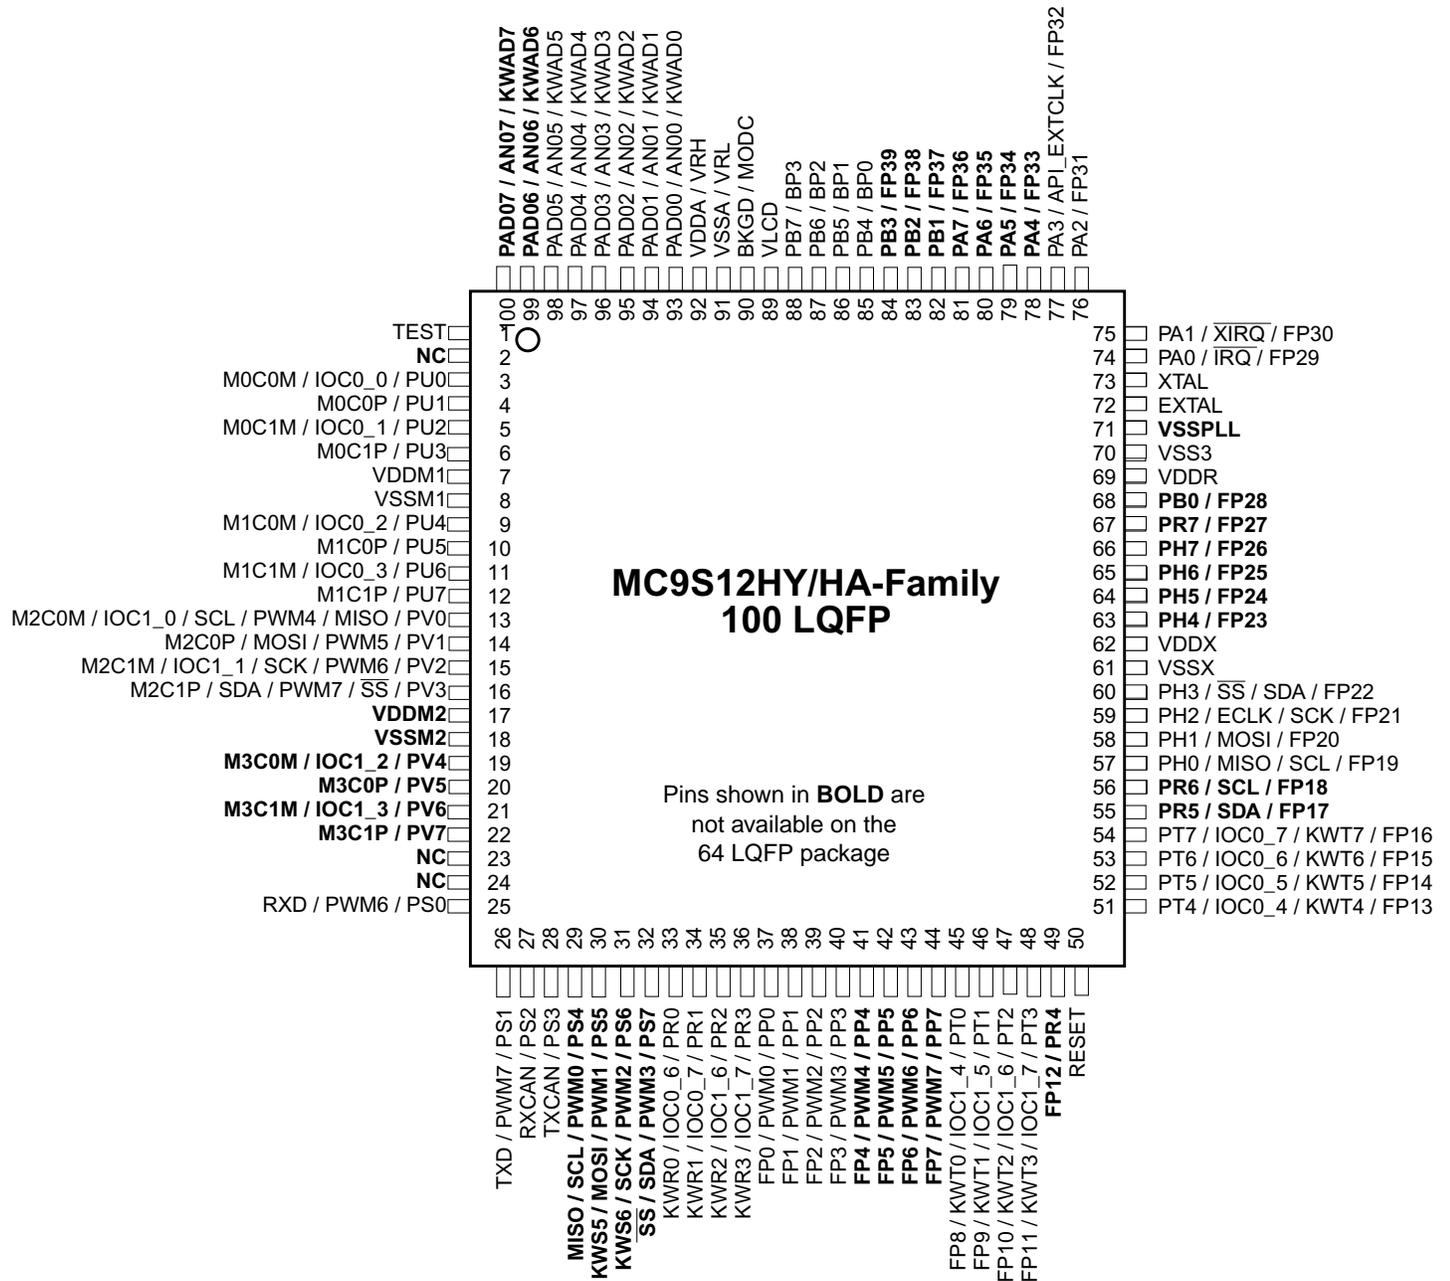 PAD07 / AN07 / KWAD7
PAD06 / AN06 / KWAD6
PAD05 / AN05 / KWAD5
PAD04 / AN04 / KWAD4
PAD03 / AN03 / KWAD3
PAD02 / AN02 / KWAD2
PAD01 / AN01 / KWAD1
PAD00 / AN00 / KWAD0
VDDA / VRH
VSSA / VRL
BKGD / MODC
VLCD
PB7 / BP3
PB6 / BP2
PB5 / BP1
PB4 / BP0
PB3 / FP39
PB2 / FP38
PB1 / FP37
PA7 / FP36
PA6 / FP35
PA5 / FP34
PA4 / FP33
PA3 / API_EXTCLK / FP32
PA2 / FP31
100
99
98
97
96
95
94
93
92
91
90
89
88
87
86
85
84
83
82
81
80
79
78
77
76
TEST 1
NC 2
M0C0M / IOC0_0 / PU0 3
M0C0P / PU1 4
M0C1M / IOC0_1 / PU2 5
M0C1P / PU3 6
VDDM1 7
VSSM1 8
M1C0M / IOC0_2 / PU4 9
M1C0P / PU5 10
M1C1M / IOC0_3 / PU6 11
M1C1P / PU7 12
M2C0M / IOC1_0 / SCL / PWM4 / MISO / PV0 13
M2C0P / MOSI / PWM5 / PV1 14
M2C1M / IOC1_1 / SCK / PWM6 / PV2 15
M2C1P / SDA / PWM7 / SS / PV3 16
VDDM2 17
VSSM2 18
M3C0M / IOC1_2 / PV4 19
M3C0P / PV5 20
M3C1M / IOC1_3 / PV6 21
M3C1P / PV7 22
NC 23
NC 24
RXD / PWM6 / PS0 25
MC9S12HY/HA-Family
100 LQFP
Pins shown in BOLD are
not available on the
64 LQFP package
75 PA1 / XIRQ / FP30
74 PA0 / IRQ / FP29
73 XTAL
72 EXTAL
71 VSSPLL
70 VSS3
69 VDDR
68 PB0 / FP28
67 PR7 / FP27
66 PH7 / FP26
65 PH6 / FP25
64 PH5 / FP24
63 PH4 / FP23
62 VDDX
61 VSSX
60 PH3 / SS / SDA / FP22
59 PH2 / ECLK / SCK / FP21
58 PH1 / MOSI / FP20
57 PH0 / MISO / SCL / FP19
56 PR6 / SCL / FP18
55 PR5 / SDA / FP17
54 PT7 / IOC0_7 / KWT7 / FP16
53 PT6 / IOC0_6 / KWT6 / FP15
52 PT5 / IOC0_5 / KWT5 / FP14
51 PT4 / IOC0_4 / KWT4 / FP13
26
27
28
29
30
31
32
33
34
35
36
37
38
39
40
41
42
43
44
45
46
47
48
49
50
TXD / PWM7 / PS1
RXCAN / PS2
TXCAN / PS3
MISO / SCL / PWM0 / PS4
KWS5 / MOSI / PWM1 / PS5
KWS6 / SCK / PWM2 / PS6
SS / SDA / PWM3 / PS7
KWR0 / IOC0_6 / PR0
KWR1 / IOC0_7 / PR1
KWR2 / IOC1_6 / PR2
KWR3 / IOC1_7 / PR3
FP0 / PWM0 / PP0
FP1 / PWM1 / PP1
FP2 / PWM2 / PP2
FP3 / PWM3 / PP3
FP4 / PWM4 / PP4
FP5 / PWM5 / PP5
FP6 / PWM6 / PP6
FP7 / PWM7 / PP7
FP8 / KWT0 / IOC1_4 / PT0
FP9 / KWT1 / IOC1_5 / PT1
FP10 / KWT2 / IOC1_6 / PT2
FP11 / KWT3 / IOC1_7 / PT3
FP12 / PR4
RESET